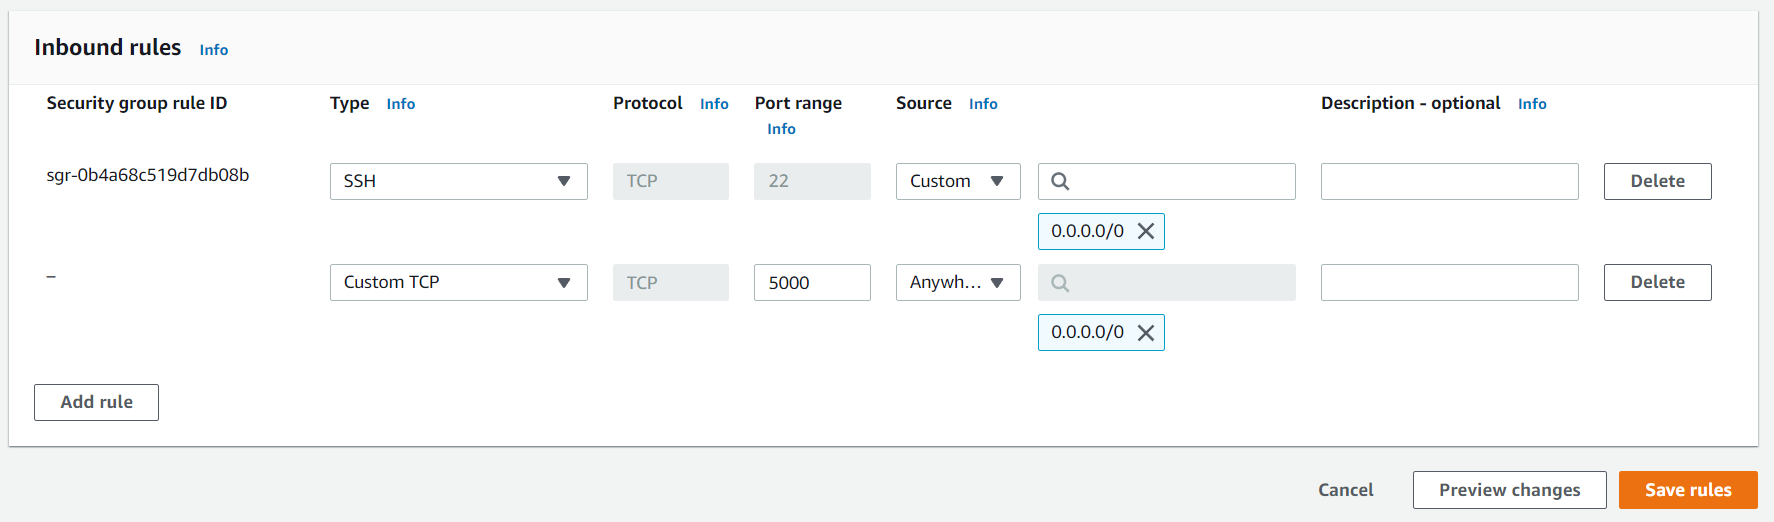 Inbound rules Info
Security group rule ID Type Info Protocol Info Port range Info Source Info Description - optional Info
sgr-0b4a68c519d7db08b SSH TCP 22 Custom Delete
0.0.0.0/0
– Custom TCP TCP 5000 Anywh... Delete
0.0.0.0/0
Add rule
Cancel Preview changes Save rules